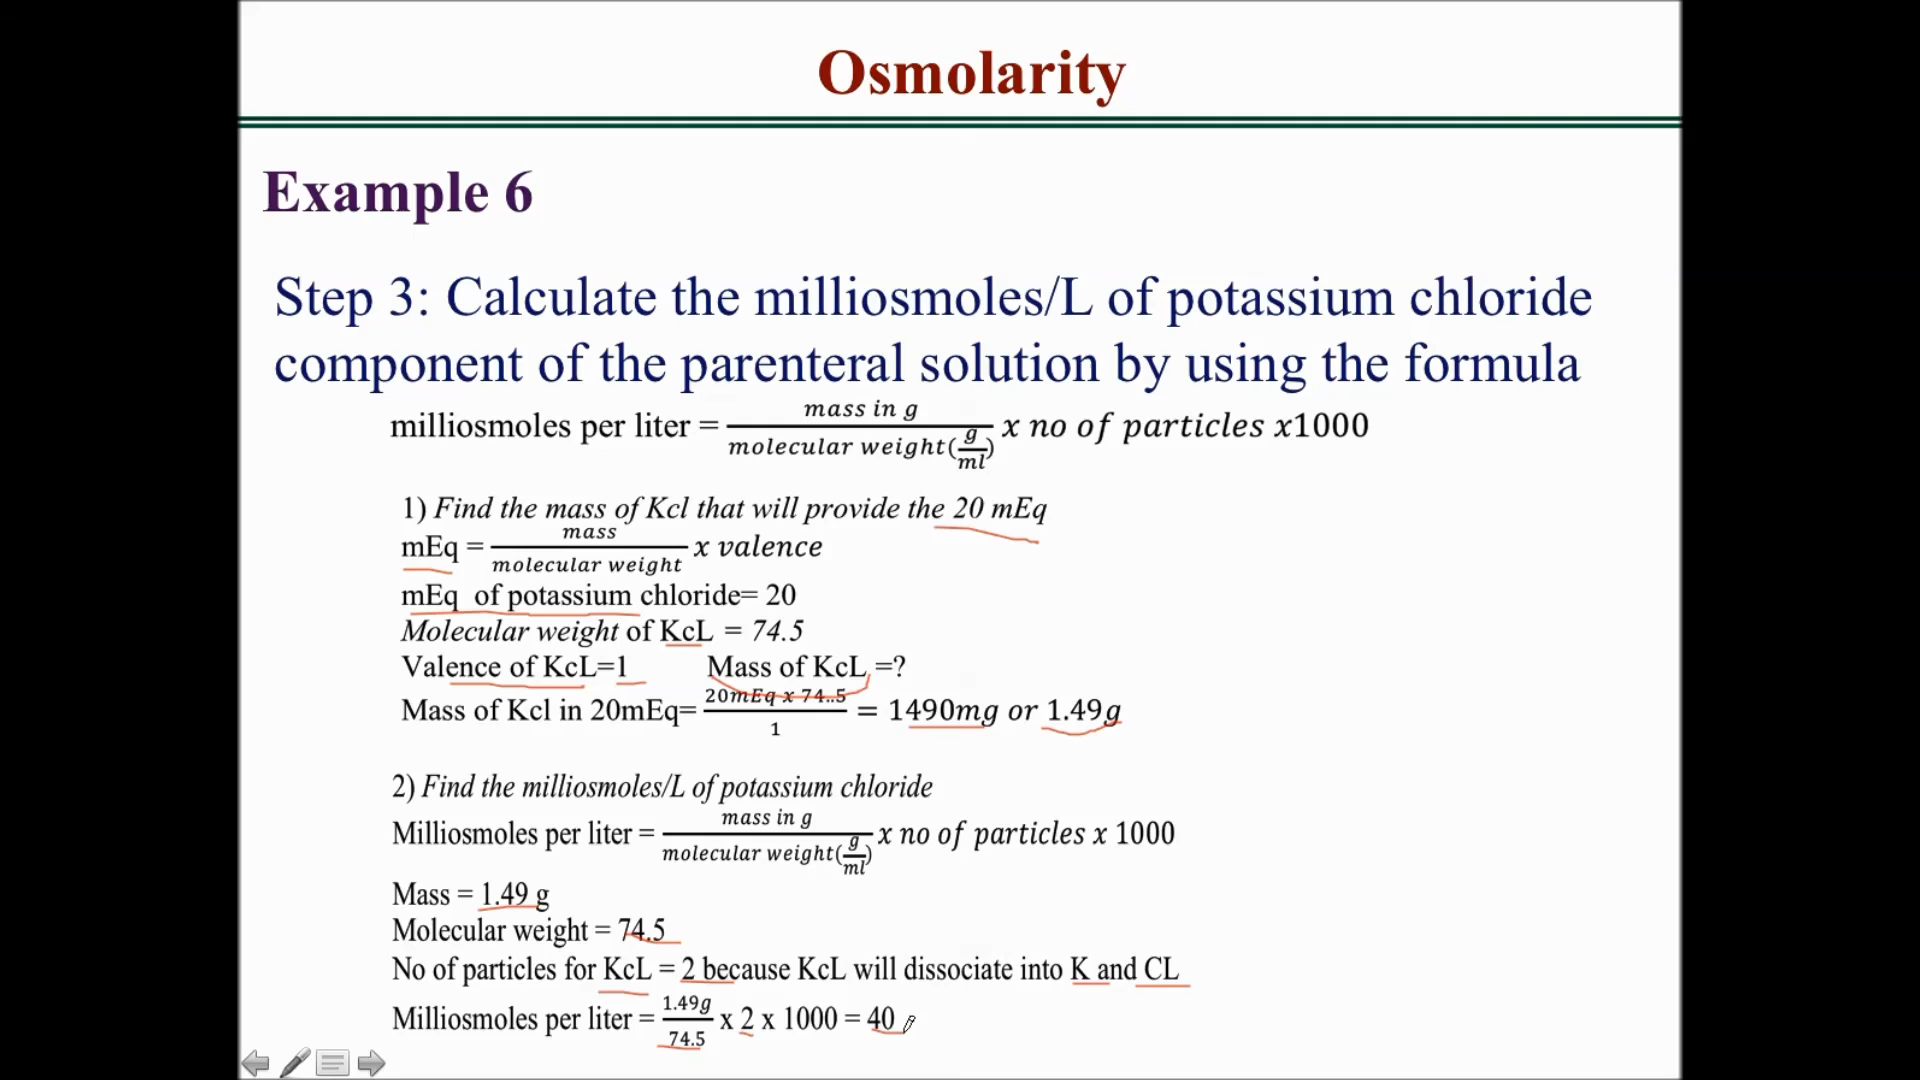 Osmolarity
Example 6
Step 3: Calculate the milliosmoles/L of potassium chloride
component of the parenteral solution by using the formula
milliosmoles per liter = mass in g / molecular weight(g/ml) x no of particles x1000
1) Find the mass of Kcl that will provide the 20 mEq
mEq = mass / molecular weight x valence
mEq of potassium chloride= 20
Molecular weight of KcL = 74.5
Valence of KcL=1 Mass of KcL =?
Mass of Kcl in 20mEq= 20mEq x 74..5 / 1 = 1490mg or 1.49g
2) Find the milliosmoles/L of potassium chloride
Milliosmoles per liter = mass in g / molecular weight(g/ml) x no of particles x 1000
Mass = 1.49 g
Molecular weight = 74.5
No of particles for KcL = 2 because KcL will dissociate into K and CL
Milliosmoles per liter = 1.49g / 74.5 x 2 x 1000 = 40